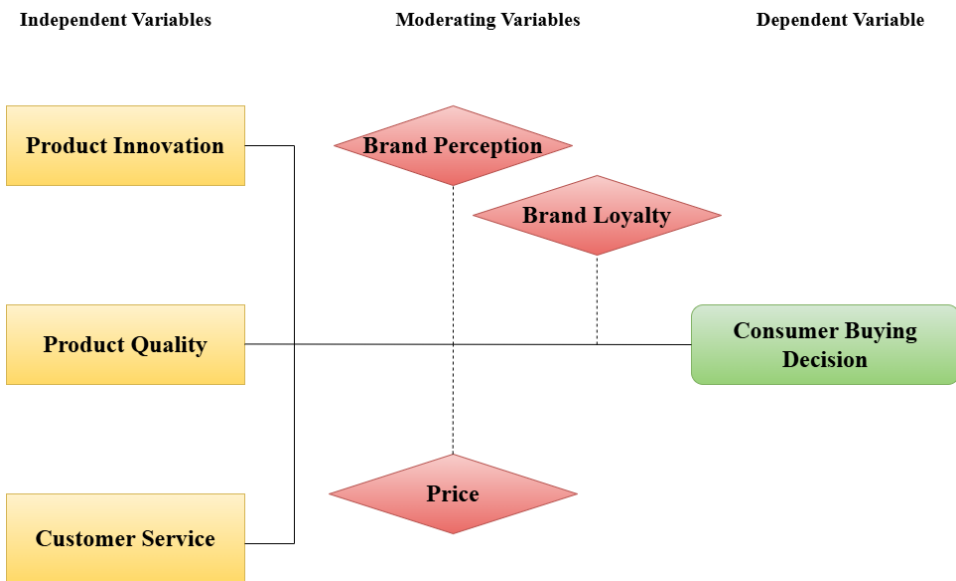 Independent Variables
Moderating Variables
Dependent Variable
Product Innovation
Brand Perception
Brand Loyalty
Product Quality
Consumer Buying
Decision
Price
Customer Service